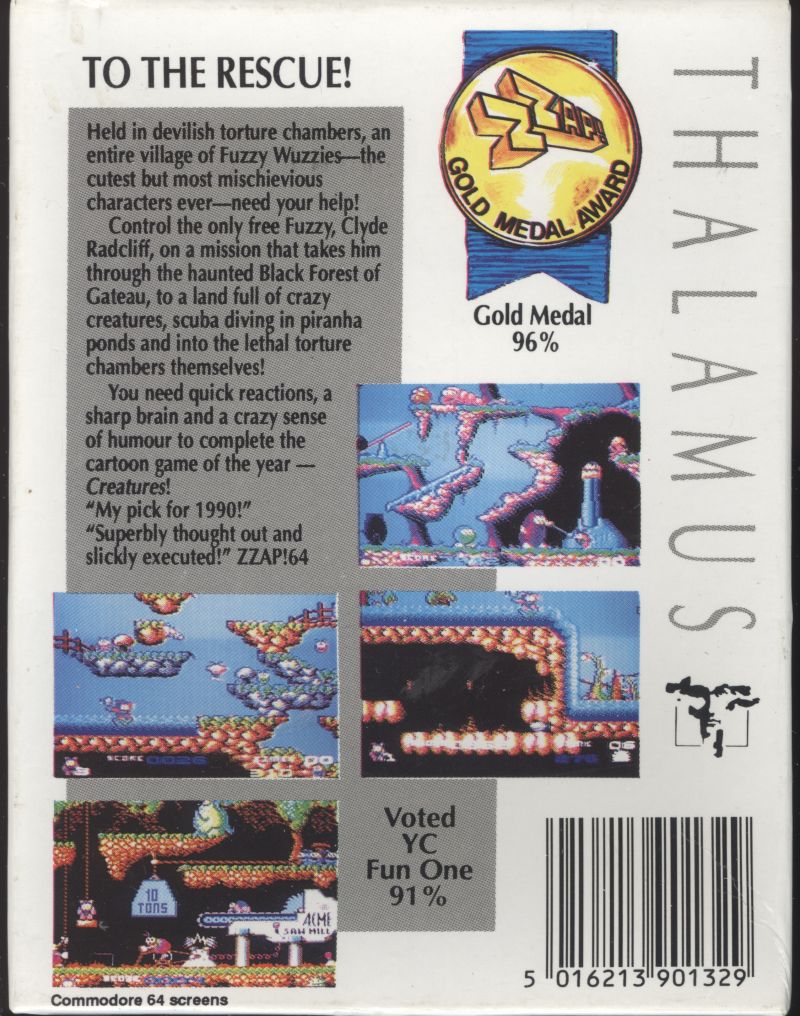 TO THE RESCUE!
Held in devilish torture chambers, an
entire village of Fuzzy Wuzzies—the
cutest but most mischievious
characters ever—need your help!
Control the only free Fuzzy, Clyde
Radcliff, on a mission that takes him
through the haunted Black Forest of
Gateau, to a land full of crazy
creatures, scuba diving in piranha
ponds and into the lethal torture
chambers themselves!
You need quick reactions, a
sharp brain and a crazy sense
of humour to complete the
cartoon game of the year —
Creatures!
“My pick for 1990!”
“Superbly thought out and
slickly executed!” ZZAP!64
ZZAP!
GOLD MEDAL AWARD
Gold Medal
96%
THALAMUS
SCORE
SCORE 0026
10
TONS
ACME
SAW MILL
SCORE
Voted
YC
Fun One
91%
5 016213 901329
Commodore 64 screens